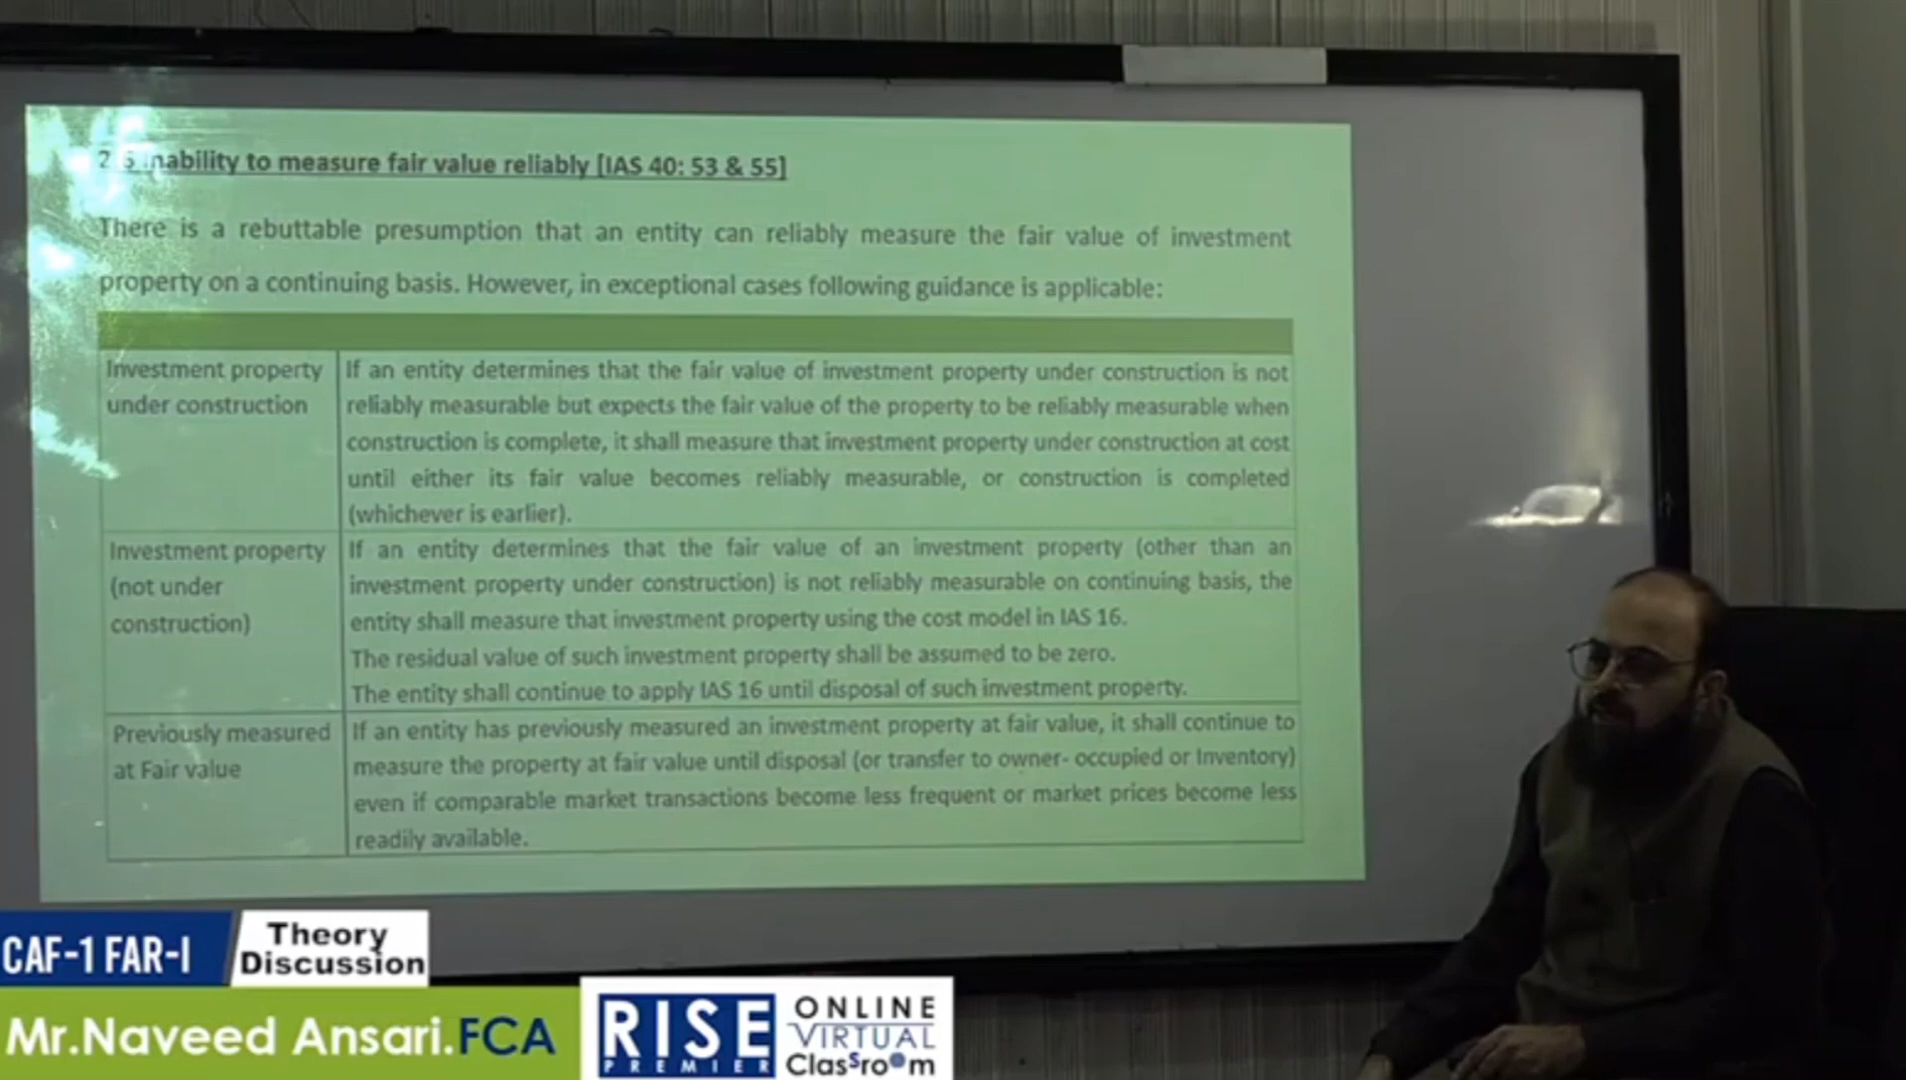 2.5 Inability to measure fair value reliably [IAS 40: 53 & 55]
There is a rebuttable presumption that an entity can reliably measure the fair value of investment
property on a continuing basis. However, in exceptional cases following guidance is applicable:
Investment property
under construction
If an entity determines that the fair value of investment property under construction is not
reliably measurable but expects the fair value of the property to be reliably measurable when
construction is complete, it shall measure that investment property under construction at cost
until either its fair value becomes reliably measurable, or construction is completed
(whichever is earlier).
Investment property
(not under
construction)
If an entity determines that the fair value of an investment property (other than an
investment property under construction) is not reliably measurable on continuing basis, the
entity shall measure that investment property using the cost model in IAS 16.
The residual value of such investment property shall be assumed to be zero.
The entity shall continue to apply IAS 16 until disposal of such investment property.
Previously measured
at Fair value
If an entity has previously measured an investment property at fair value, it shall continue to
measure the property at fair value until disposal (or transfer to owner- occupied or Inventory)
even if comparable market transactions become less frequent or market prices become less
readily available.
CAF-1 FAR-I
Theory
Discussion
Mr.Naveed Ansari.FCA
RISE
PREMIER
ONLINE
VIRTUAL
Classroom